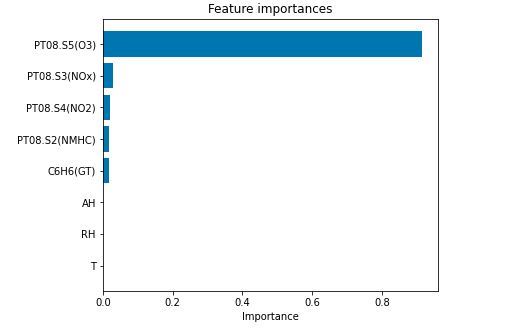 Feature importances
PT08.S5(O3)
PT08.S3(NOx)
PT08.S4(NO2)
PT08.S2(NMHC)
C6H6(GT)
AH
RH
T
0.0 0.2 0.4 0.6 0.8
Importance